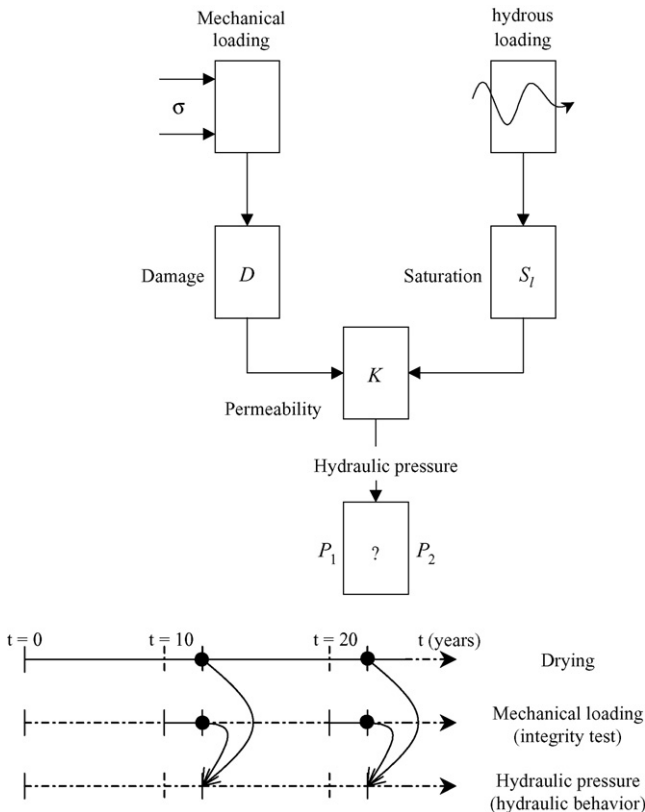 Mechanical
loading
hydrous
loading
σ
Damage
D
Saturation
S_l
K
Permeability
Hydraulic pressure
P_1
?
P_2
t = 0
t = 10
t = 20
t (years)
Drying
Mechanical loading
(integrity test)
Hydraulic pressure
(hydraulic behavior)